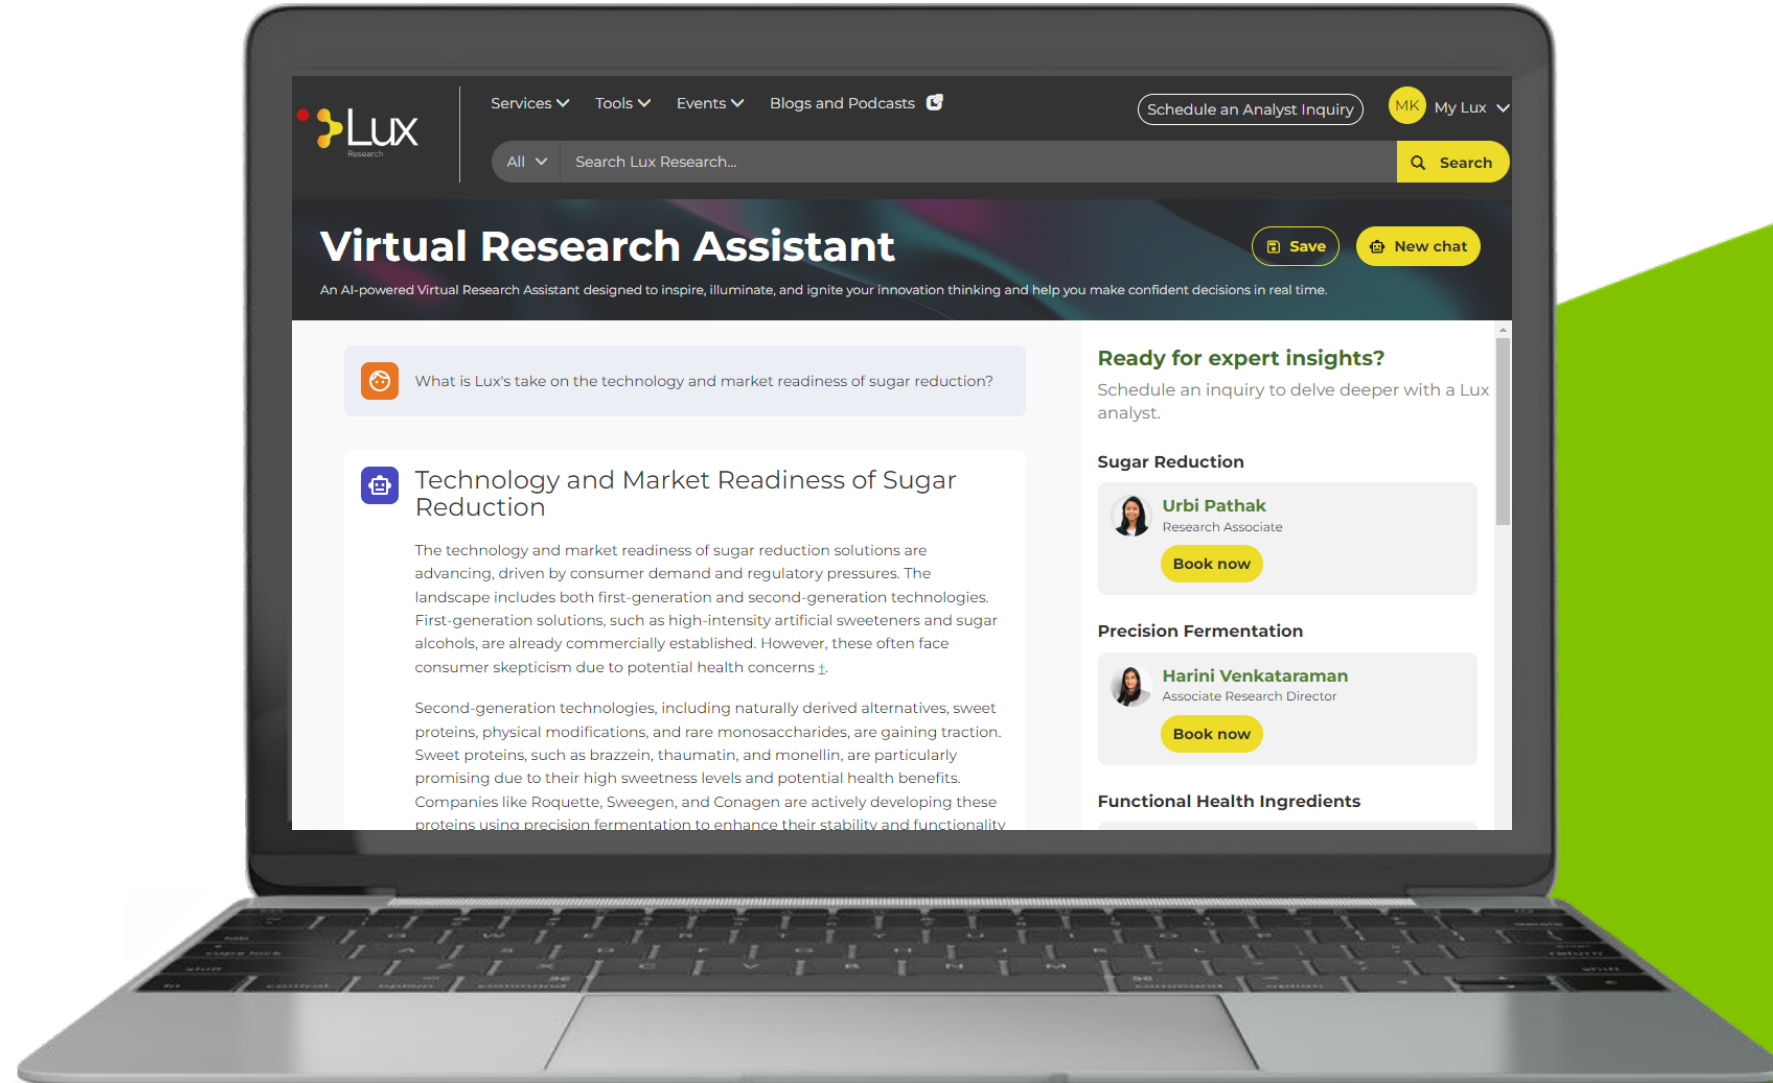 Lux
Research
Services
Tools
Events
Blogs and Podcasts
Schedule an Analyst Inquiry
MK
My Lux
All
Search Lux Research...
Search
Virtual Research Assistant
Save
New chat
An AI-powered Virtual Research Assistant designed to inspire, illuminate, and ignite your innovation thinking and help you make confident decisions in real time.
What is Lux's take on the technology and market readiness of sugar reduction?
Technology and Market Readiness of Sugar
Reduction
The technology and market readiness of sugar reduction solutions are
advancing, driven by consumer demand and regulatory pressures. The
landscape includes both first-generation and second-generation technologies.
First-generation solutions, such as high-intensity artificial sweeteners and sugar
alcohols, are already commercially established. However, these often face
consumer skepticism due to potential health concerns †.
Second-generation technologies, including naturally derived alternatives, sweet
proteins, physical modifications, and rare monosaccharides, are gaining traction.
Sweet proteins, such as brazzein, thaumatin, and monellin, are particularly
promising due to their high sweetness levels and potential health benefits.
Companies like Roquette, Sweegen, and Conagen are actively developing these
proteins using precision fermentation to enhance their stability and functionality
Ready for expert insights?
Schedule an inquiry to delve deeper with a Lux
analyst.
Sugar Reduction
Urbi Pathak
Research Associate
Book now
Precision Fermentation
Harini Venkataraman
Associate Research Director
Book now
Functional Health Ingredients